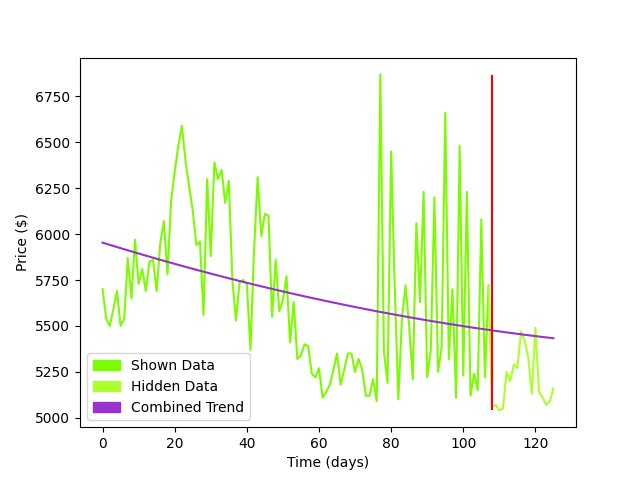 Price ($)
6750
6500
6250
6000
5750
5500
5250
5000
Shown Data
Hidden Data
Combined Trend
0 20 40 60 80 100 120
Time (days)